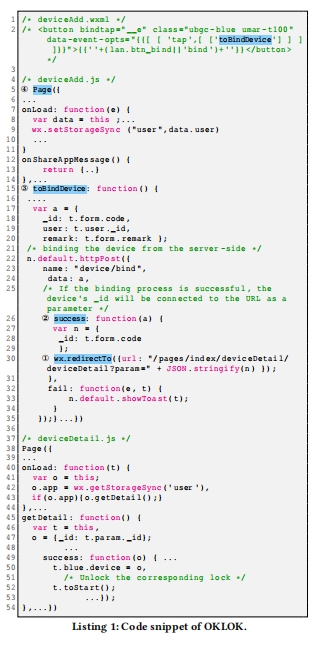 1 /* deviceAdd.wxml */
2 /* <button bindtap="__e" class="ubgc-blue umar-t100"
data-event-opts="{{[ [ 'tap',[ ['toBindDevice'] ] ]
]}}">{{''+(lan.btn_bind||'bind')+''}}</button>
*/
3
4 /* deviceAdd.js */
5 ④ Page({
6 ...
7 onLoad: function(e) {
8 var data = this ;...
9 wx.setStorageSync ("user",data.user)
10 ...
11 }
12 onShareAppMessage() {
13 return {..}
14 },...
15 ③ toBindDevice: function() {
16 ....
17 var a = {
18 _id: t.form.code,
19 user: t.user._id,
20 remark: t.form.remark };
21 /* binding the device from the server-side */
22 n.default.httpPost({
23 name: "device/bind",
24 data: a,
25 /* If the binding process is successful, the
device's _id will be connected to the URL as a
parameter */
26 ② success: function(a) {
27 var n = {
28 _id: t.form.code
29 };
30 ① wx.redirectTo({url: "/pages/index/deviceDetail/
deviceDetail?param=" + JSON.stringify(n) });
31 },
32 fail: function(e, t) {
33 n.default.showToast(t);
34 }
35 });}...})
36
37 /* deviceDetail.js */
38 Page({
39 ...
40 onLoad: function(t) {
41 var o = this;
42 o.app = wx.getStorageSync('user'),
43 if(o.app){o.getDetail();}
44 },...
45 getDetail: function() {
46 var t = this,
47 o = {_id: t.param._id};
48 ...
49 success: function(o) { ...
50 t.blue.device = o,
51 /* Unlock the corresponding lock */
52 t.toStart();
53 ...});
54 },...})
Listing 1: Code snippet of OKLOK.